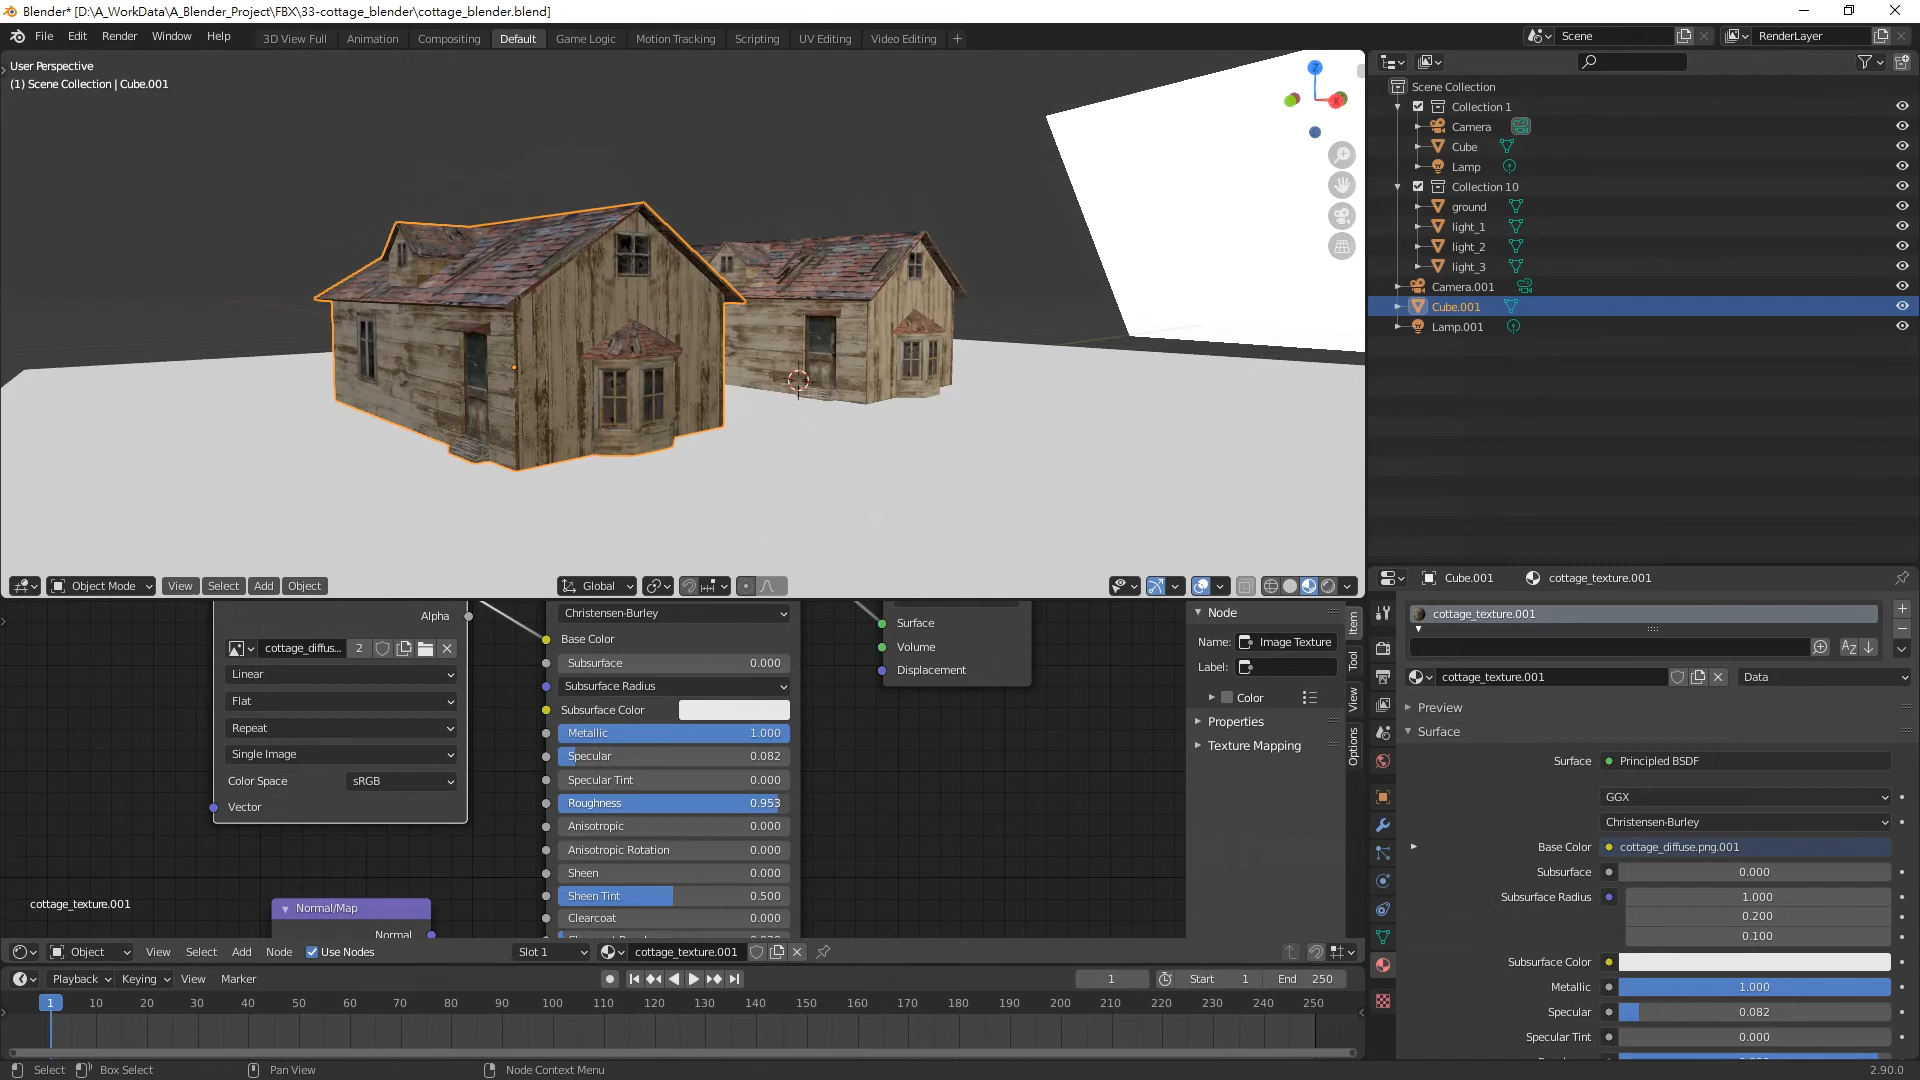 Blender* [D:\A_WorkData\A_Blender_Project\FBX\33-cottage_blender\cottage_blender.blend]
File Edit Render Window Help 3D View Full Animation Compositing Default Game Logic Motion Tracking Scripting UV Editing Video Editing + Scene RenderLayer
User Perspective
(1) Scene Collection | Cube.001
Z
X
Scene Collection
Collection 1
Camera
Cube
Lamp
Collection 10
ground
light_1
light_2
light_3
Camera.001
Cube.001
Lamp.001
Object Mode View Select Add Object Global
Alpha
cottage_diffus... 2
Linear
Flat
Repeat
Single Image
Color Space sRGB
Vector
cottage_texture.001
Normal/Map
Normal
Christensen-Burley
Base Color
Subsurface 0.000
Subsurface Radius
Subsurface Color
Metallic 1.000
Specular 0.082
Specular Tint 0.000
Roughness 0.953
Anisotropic 0.000
Anisotropic Rotation 0.000
Sheen 0.000
Sheen Tint 0.500
Clearcoat 0.000
Surface
Volume
Displacement
Node
Name: Image Texture
Label:
Color
Properties
Texture Mapping
Item
Tool
View
Options
Object View Select Add Node Use Nodes Slot 1 cottage_texture.001
Playback Keying View Marker 1 Start 1 End 250
1 10 20 30 40 50 60 70 80 90 100 110 120 130 140 150 160 170 180 190 200 210 220 230 240 250
Select Box Select Pan View Node Context Menu 2.90.0
Cube.001 cottage_texture.001
cottage_texture.001
cottage_texture.001 Data
Preview
Surface
Surface Principled BSDF
GGX
Christensen-Burley
Base Color cottage_diffuse.png.001
Subsurface 0.000
Subsurface Radius 1.000
0.200
0.100
Subsurface Color
Metallic 1.000
Specular 0.082
Specular Tint 0.000